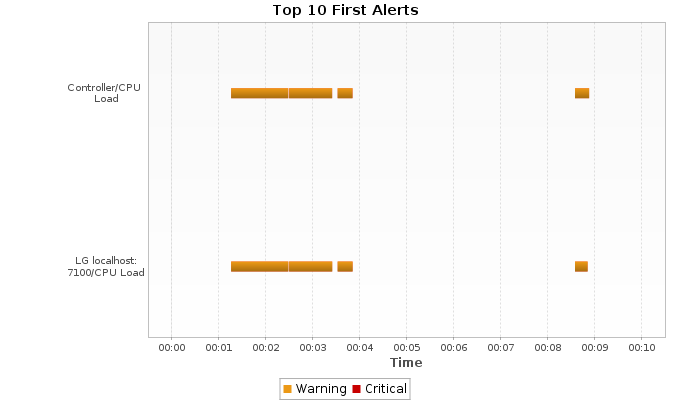 Top 10 First Alerts
Controller/CPU
Load
LG localhost:
7100/CPU Load
00:00 00:01 00:02 00:03 00:04 00:05 00:06 00:07 00:08 00:09 00:10
Time
Warning Critical